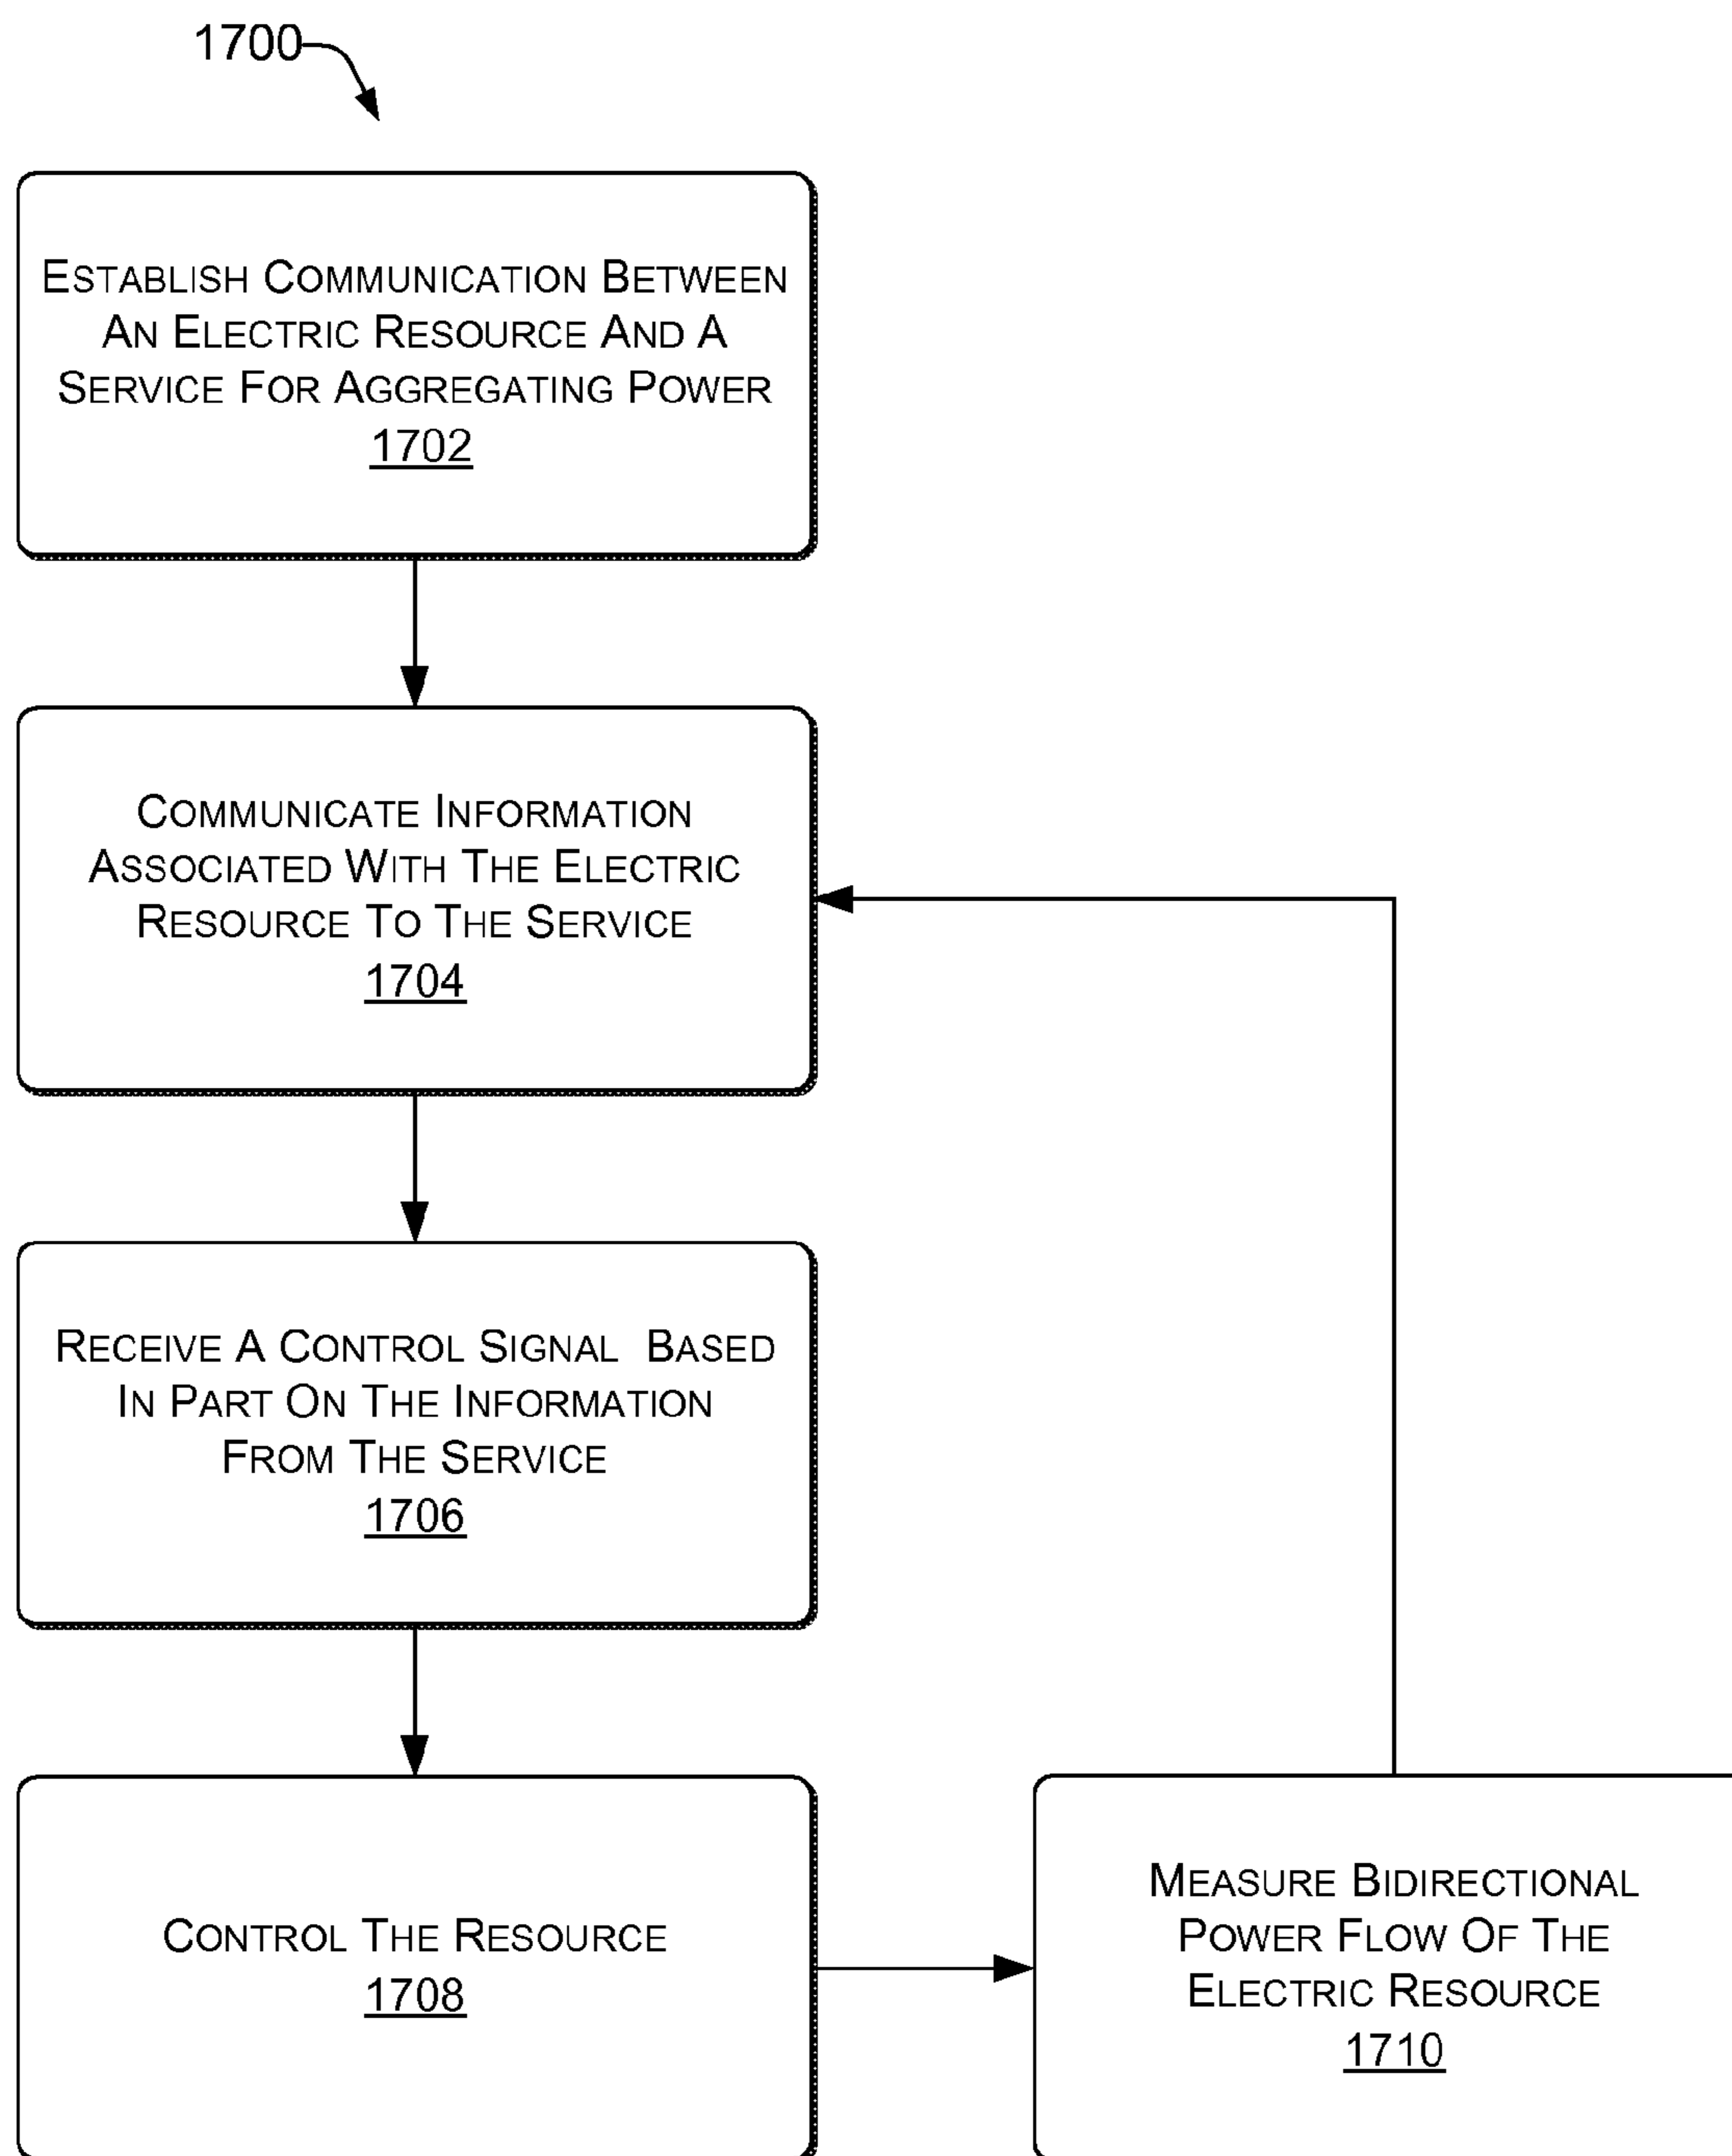 1700
ESTABLISH COMMUNICATION BETWEEN
AN ELECTRIC RESOURCE AND A
SERVICE FOR AGGREGATING POWER
1702
COMMUNICATE INFORMATION
ASSOCIATED WITH THE ELECTRIC
RESOURCE TO THE SERVICE
1704
RECEIVE A CONTROL SIGNAL BASED
IN PART ON THE INFORMATION
FROM THE SERVICE
1706
CONTROL THE RESOURCE
1708
MEASURE BIDIRECTIONAL
POWER FLOW OF THE
ELECTRIC RESOURCE
1710